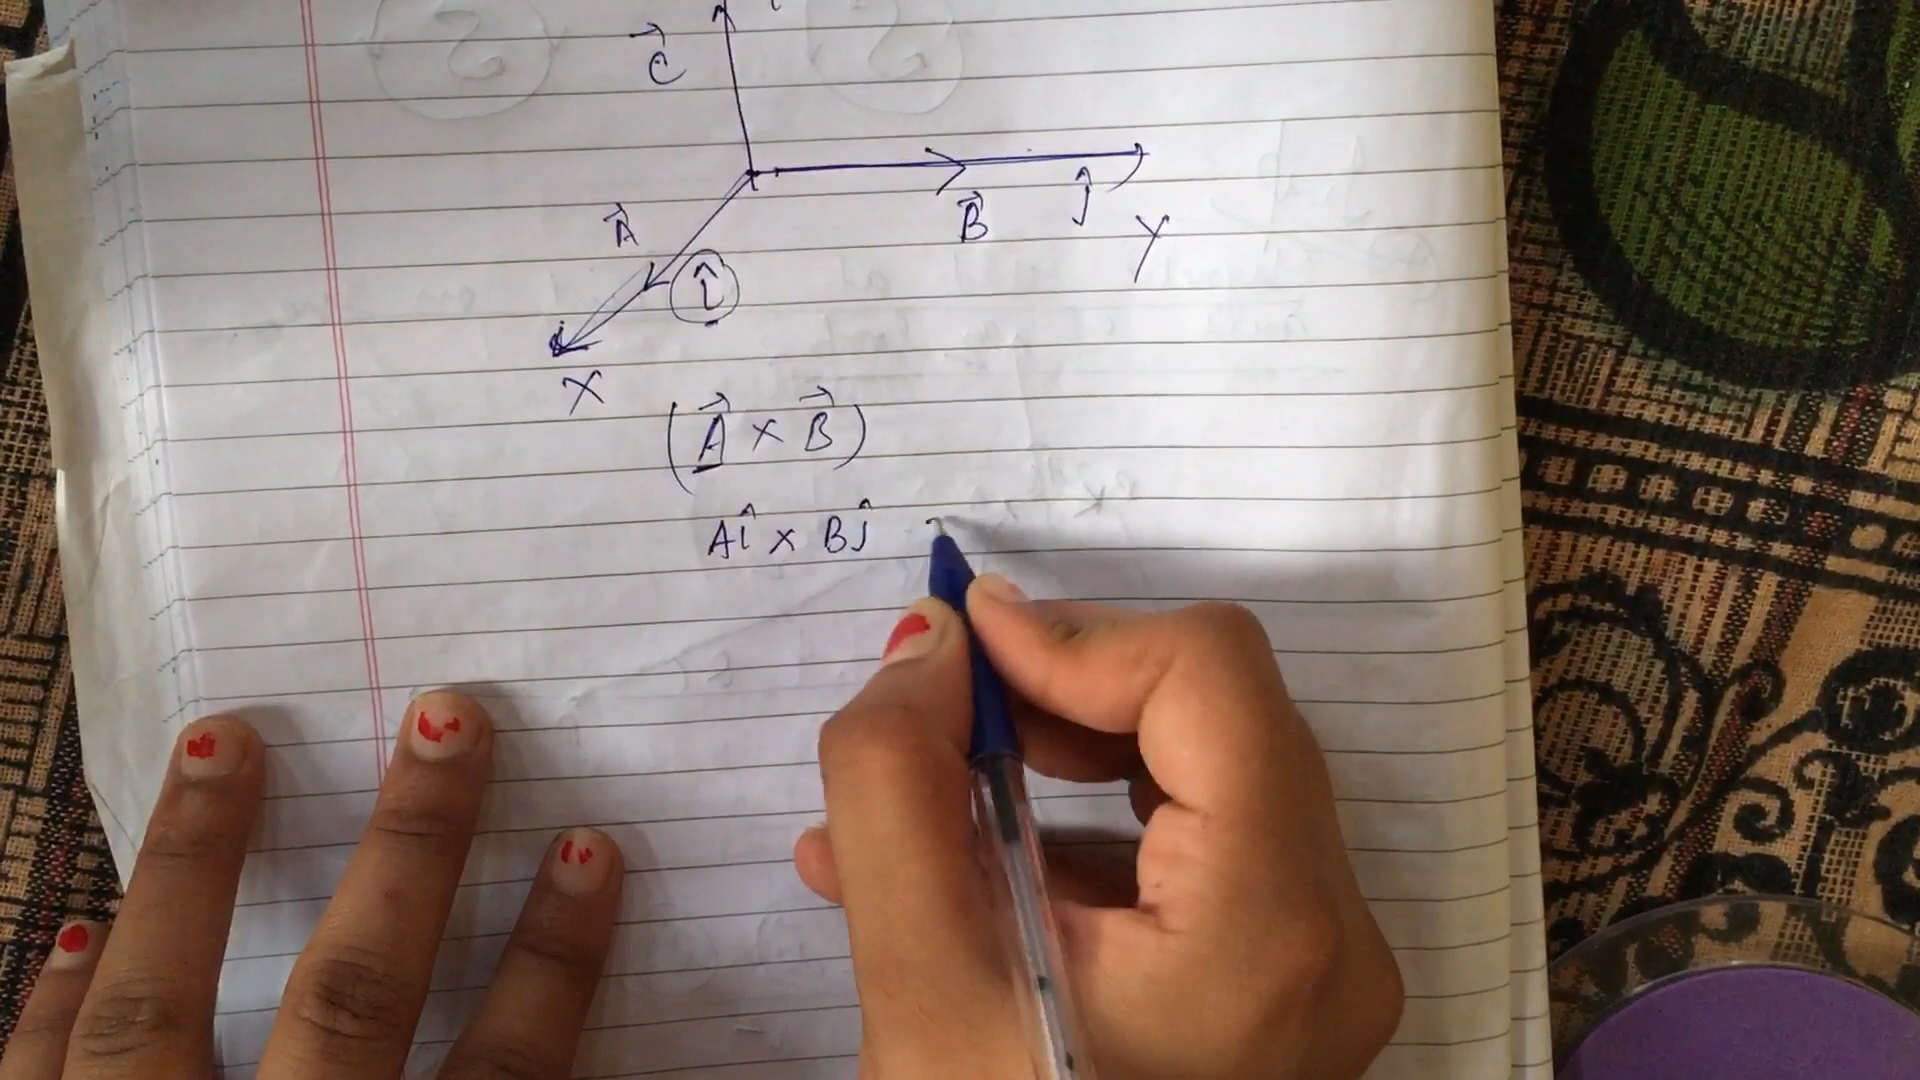 C⃗
A⃗
B⃗ ĵ
Y
î
X
(A⃗ × B⃗)
Aî × Bĵ